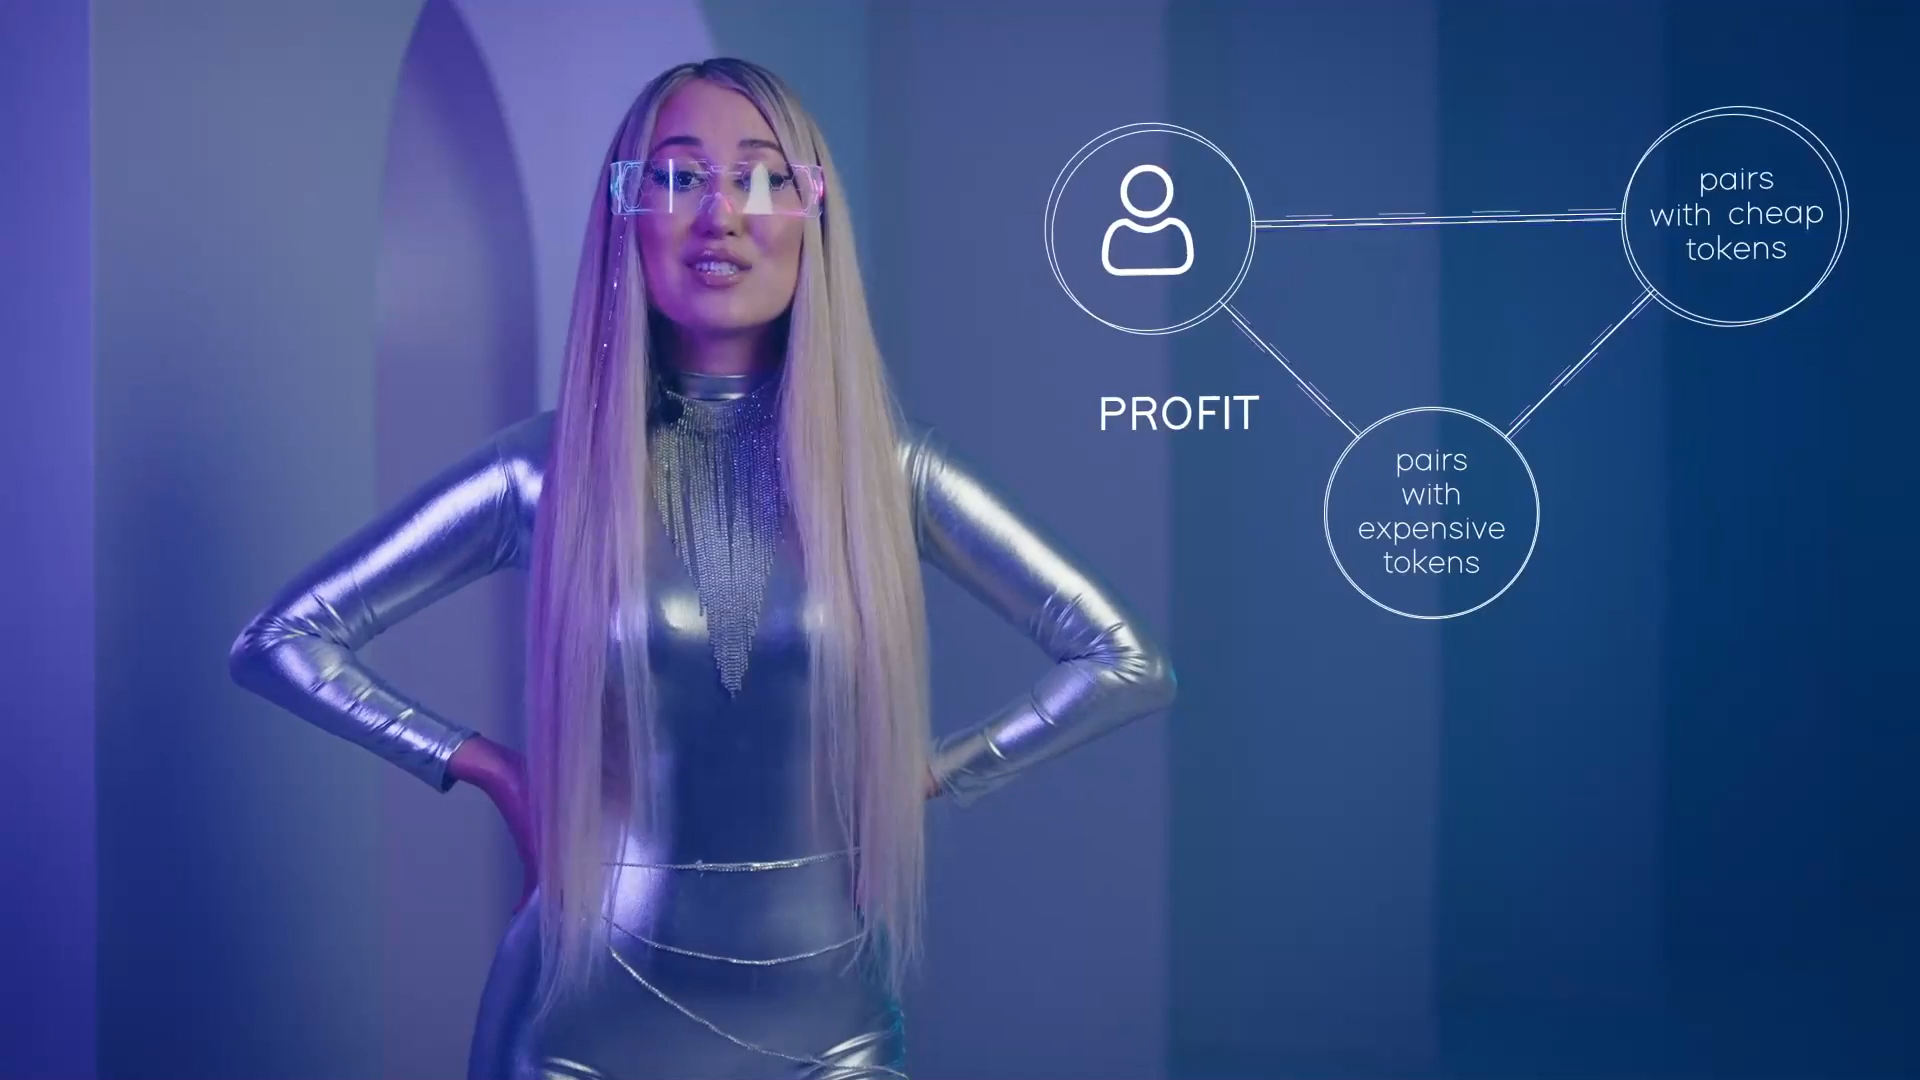 pairs
with cheap
tokens
PROFIT
pairs
with
expensive
tokens